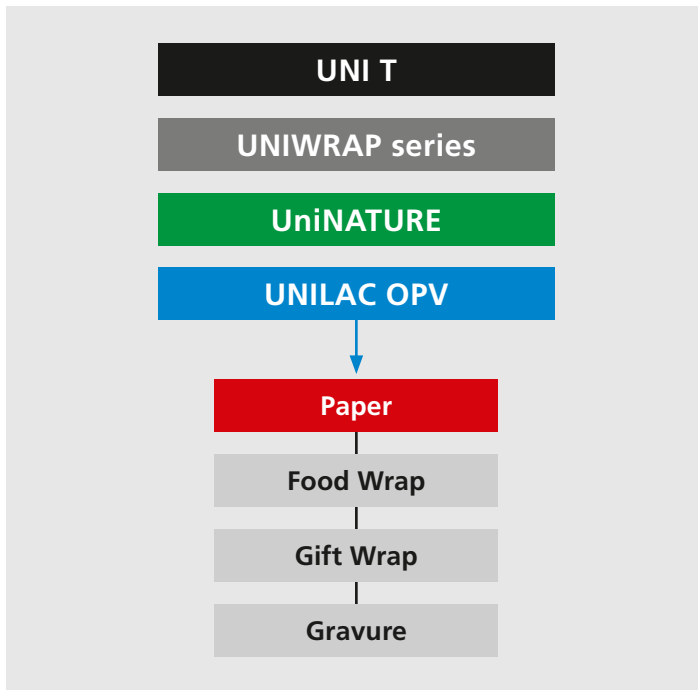 UNI T
UNIWRAP series
UniNATURE
UNILAC OPV
Paper
Food Wrap
Gift Wrap
Gravure